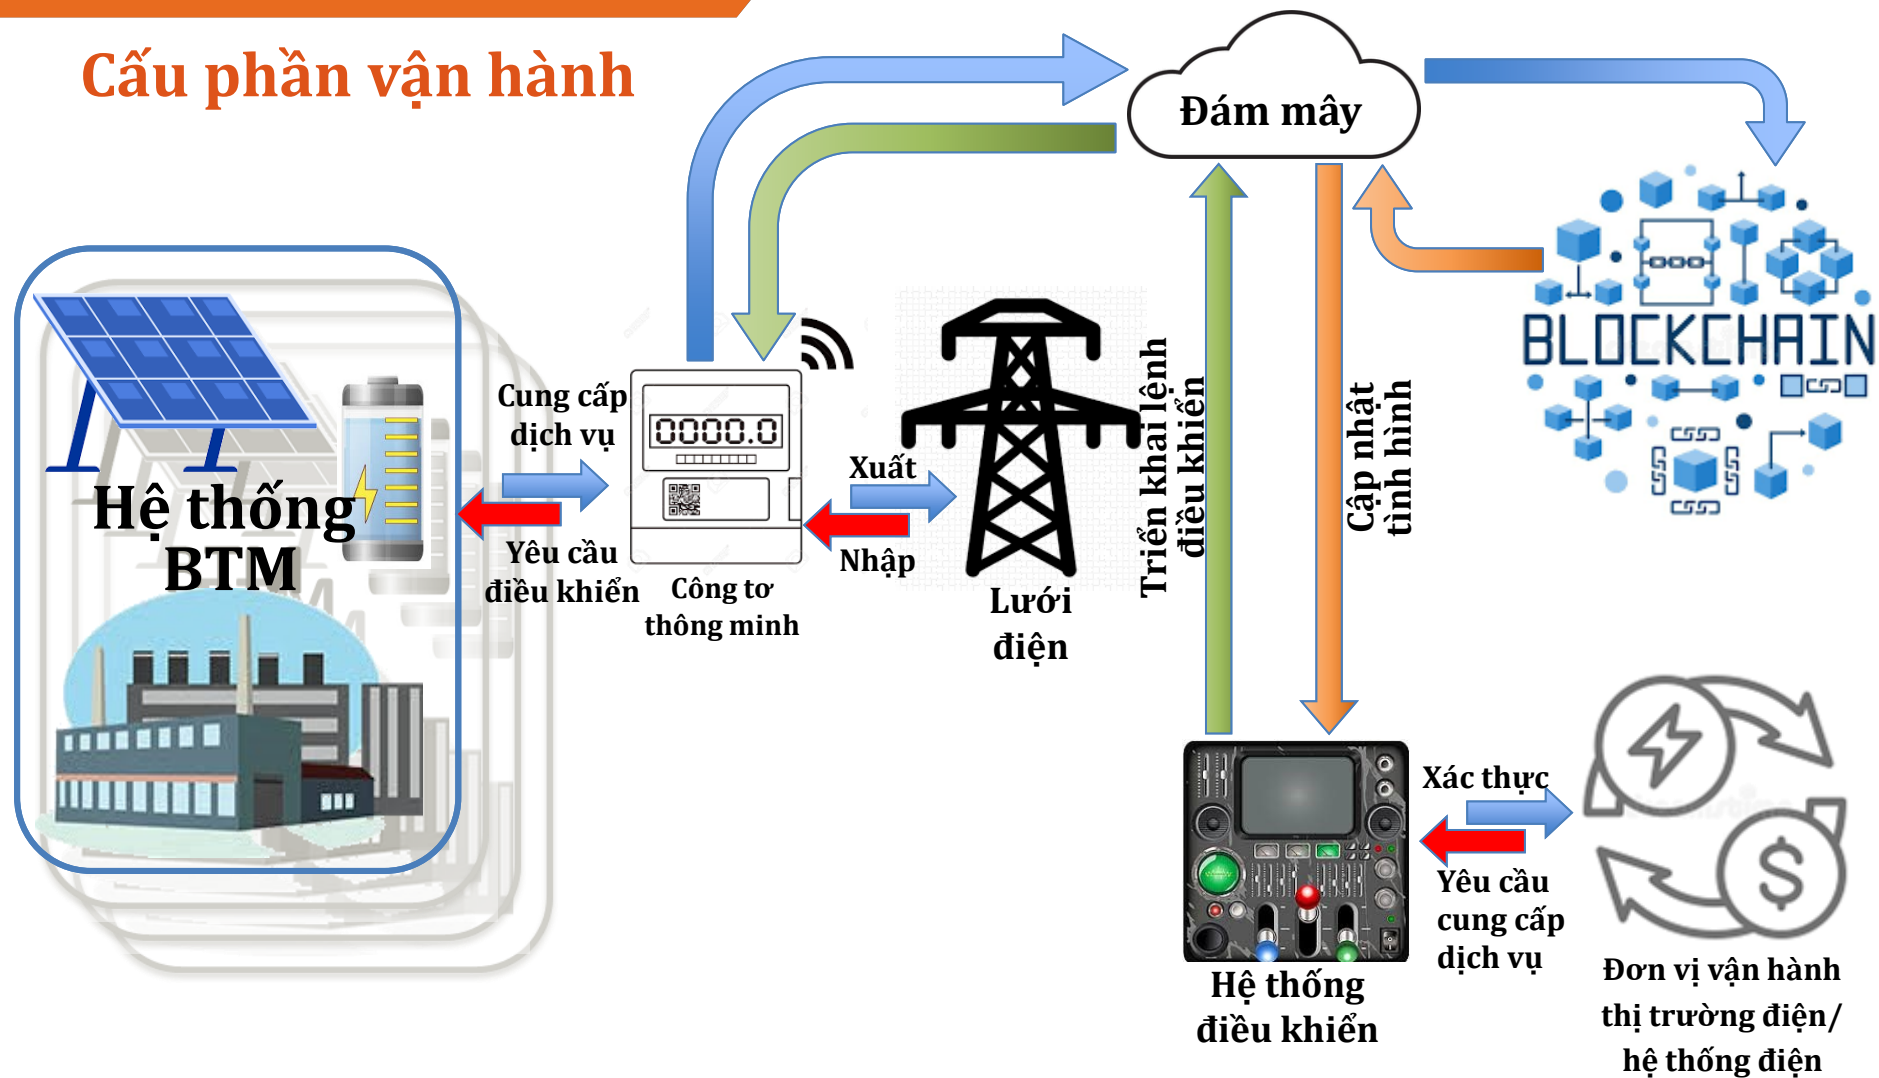 Cấu phần vận hành
Đám mây
BLOCKCHAIN
Cung cấp
dịch vụ
0000.0
Xuất
Nhập
Yêu cầu
điều khiển
Công tơ
thông minh
Lưới
điện
Triển khai lệnh
điều khiển
Cập nhật
tình hình
Hệ thống
BTM
Xác thực
Yêu cầu
cung cấp
dịch vụ
$
Hệ thống
điều khiển
Đơn vị vận hành
thị trường điện/
hệ thống điện